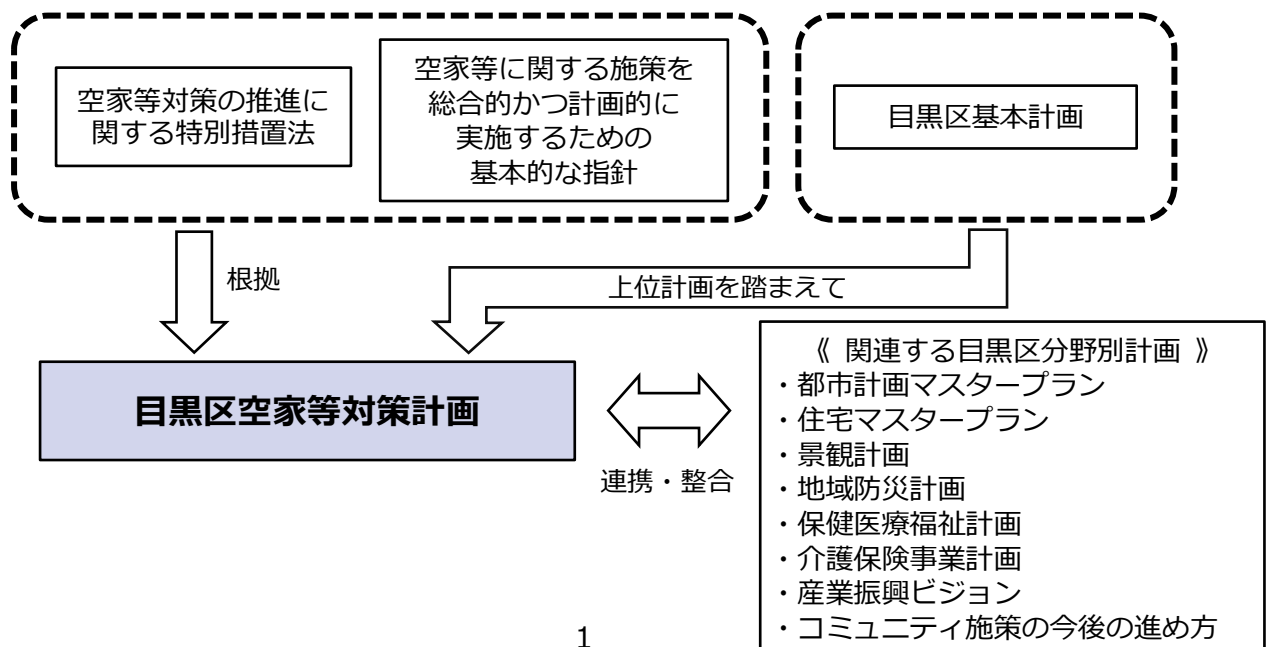 空家等対策の推進に
関する特別措置法
空家等に関する施策を
総合的かつ計画的に
実施するための
基本的な指針
目黒区基本計画
根拠
上位計画を踏まえて
目黒区空家等対策計画
連携・整合
《 関連する目黒区分野別計画 》
・都市計画マスタープラン
・住宅マスタープラン
・景観計画
・地域防災計画
・保健医療福祉計画
・介護保険事業計画
・産業振興ビジョン
・コミュニティ施策の今後の進め方
1